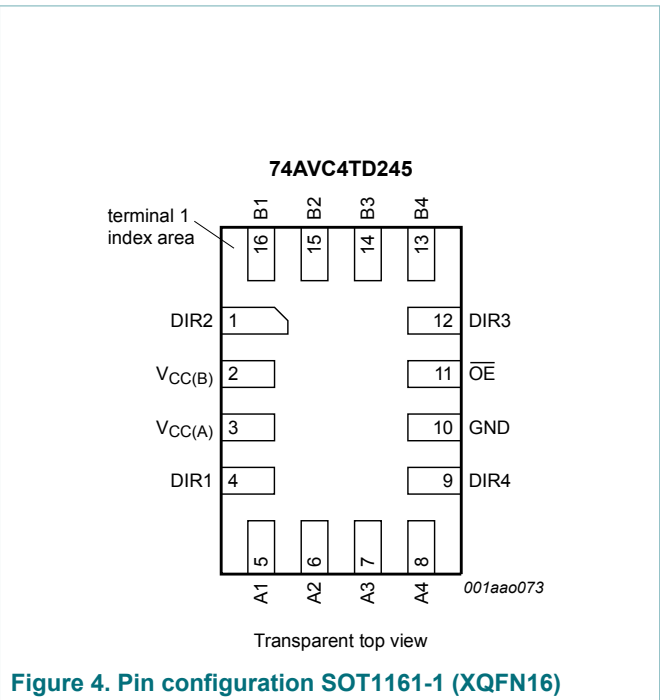 74AVC4TD245
terminal 1
index area
B1
B2
B3
B4
16
15
14
13
DIR2 1
12 DIR3
VCC(B) 2
11 OE
VCC(A) 3
10 GND
DIR1 4
9 DIR4
5
6
7
8
A1
A2
A3
A4
001aao073
Transparent top view
Figure 4. Pin configuration SOT1161-1 (XQFN16)